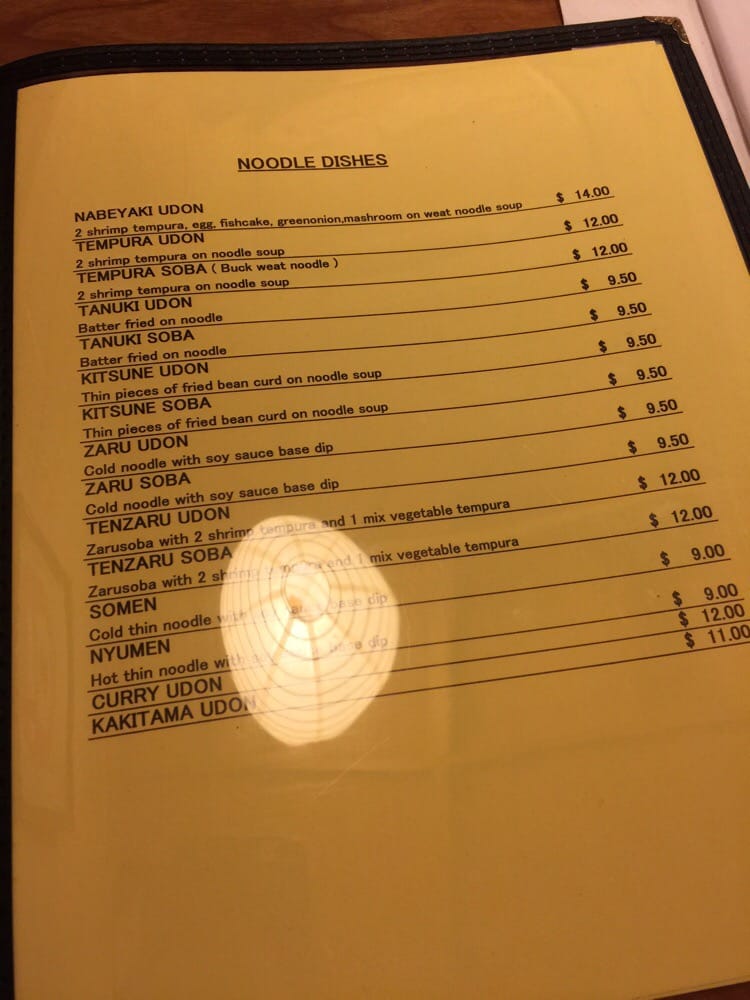 NOODLE DISHES
NABEYAKI UDON
2 shrimp tempura, egg, fishcake, greenonion,mashroom on weat noodle soup $ 14.00
TEMPURA UDON
2 shrimp tempura on noodle soup $ 12.00
TEMPURA SOBA ( Buck weat noodle )
2 shrimp tempura on noodle soup $ 12.00
TANUKI UDON
Batter fried on noodle $ 9.50
TANUKI SOBA
Batter fried on noodle $ 9.50
KITSUNE UDON
Thin pieces of fried bean curd on noodle soup $ 9.50
KITSUNE SOBA
Thin pieces of fried bean curd on noodle soup $ 9.50
ZARU UDON
Cold noodle with soy sauce base dip $ 9.50
ZARU SOBA
Cold noodle with soy sauce base dip $ 9.50
TENZARU UDON
Zarusoba with 2 shrimp tempura and 1 mix vegetable tempura $ 12.00
TENZARU SOBA
Zarusoba with 2 shrimp tempura and 1 mix vegetable tempura $ 12.00
SOMEN
Cold thin noodle with base dip $ 9.00
NYUMEN
Hot thin noodle with base dip $ 9.00
CURRY UDON $ 12.00
KAKITAMA UDON $ 11.00